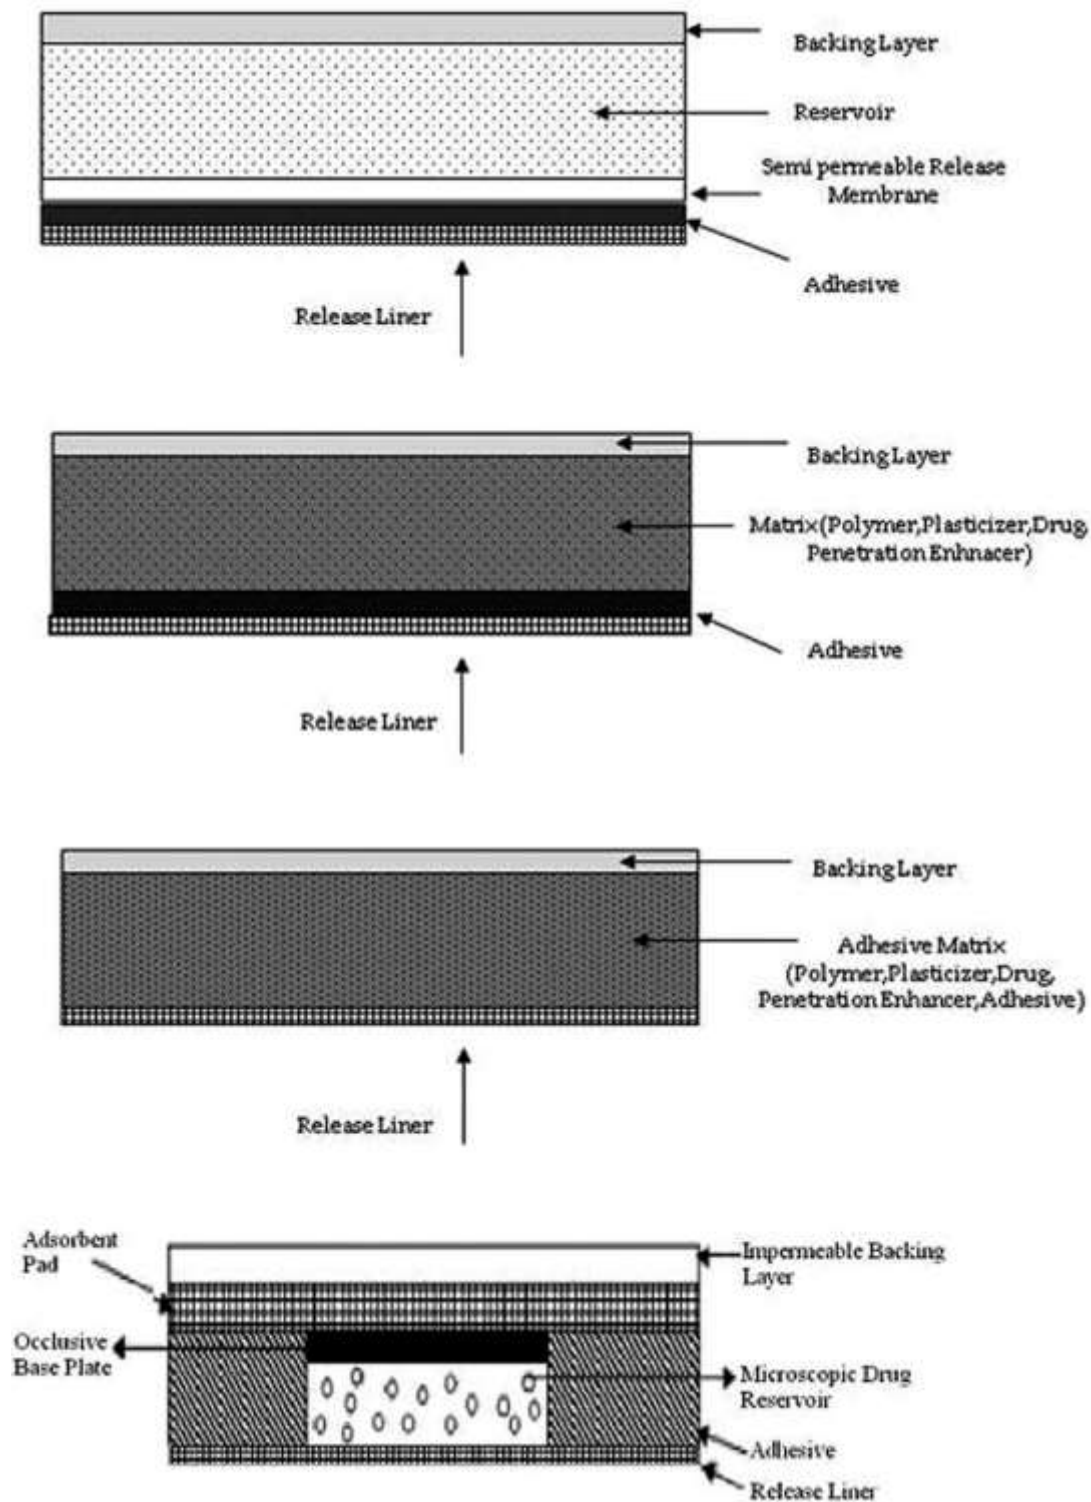 Backing Layer
Reservoir
Semi permeable Release
Membrane
Adhesive
Release Liner
Backing Layer
Matrix(Polymer,Plasticizer,Drug,
Penetration Enhnacer)
Adhesive
Release Liner
Backing Layer
Adhesive Matrix
(Polymer,Plasticizer,Drug,
Penetration Enhancer,Adhesive)
Release Liner
Adsorbent
Pad
Impermeable Backing
Layer
Occlusive
Base Plate
Microscopic Drug
Reservoir
Adhesive
Release Liner